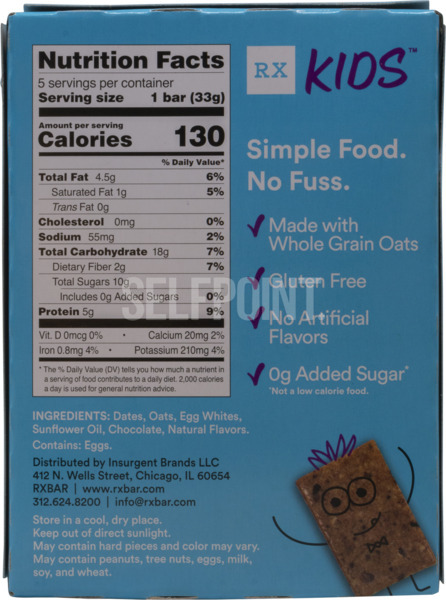 Nutrition Facts
5 servings per container
Serving size 1 bar (33g)
Amount per serving
Calories 130
% Daily Value*
Total Fat 4.5g 6%
Saturated Fat 1g 5%
Trans Fat 0g
Cholesterol 0mg 0%
Sodium 55mg 2%
Total Carbohydrate 18g 7%
Dietary Fiber 2g 7%
Total Sugars 10g
Includes 0g Added Sugars 0%
Protein 5g 9%
Vit. D 0mcg 0% • Calcium 20mg 2%
Iron 0.8mg 4% • Potassium 210mg 4%
* The % Daily Value (DV) tells you how much a nutrient in
a serving of food contributes to a daily diet. 2,000 calories
a day is used for general nutrition advice.
INGREDIENTS: Dates, Oats, Egg Whites,
Sunflower Oil, Chocolate, Natural Flavors.
Contains: Eggs.
Distributed by Insurgent Brands LLC
412 N. Wells Street, Chicago, IL 60654
RXBAR | www.rxbar.com
312.624.8200 | info@rxbar.com
Store in a cool, dry place.
Keep out of direct sunlight.
May contain hard pieces and color may vary.
May contain peanuts, tree nuts, eggs, milk,
soy, and wheat.
RX KIDS™
Simple Food.
No Fuss.
Made with
Whole Grain Oats
Gluten Free
No Artificial
Flavors
0g Added Sugar*
*Not a low calorie food.
SELFPOINT